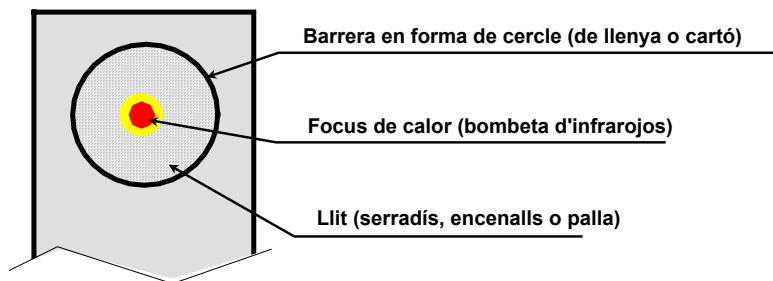 Barrera en forma de cercle (de llenya o cartó)
Focus de calor (bombeta d'infrarojos)
Llit (serradís, encenalls o palla)